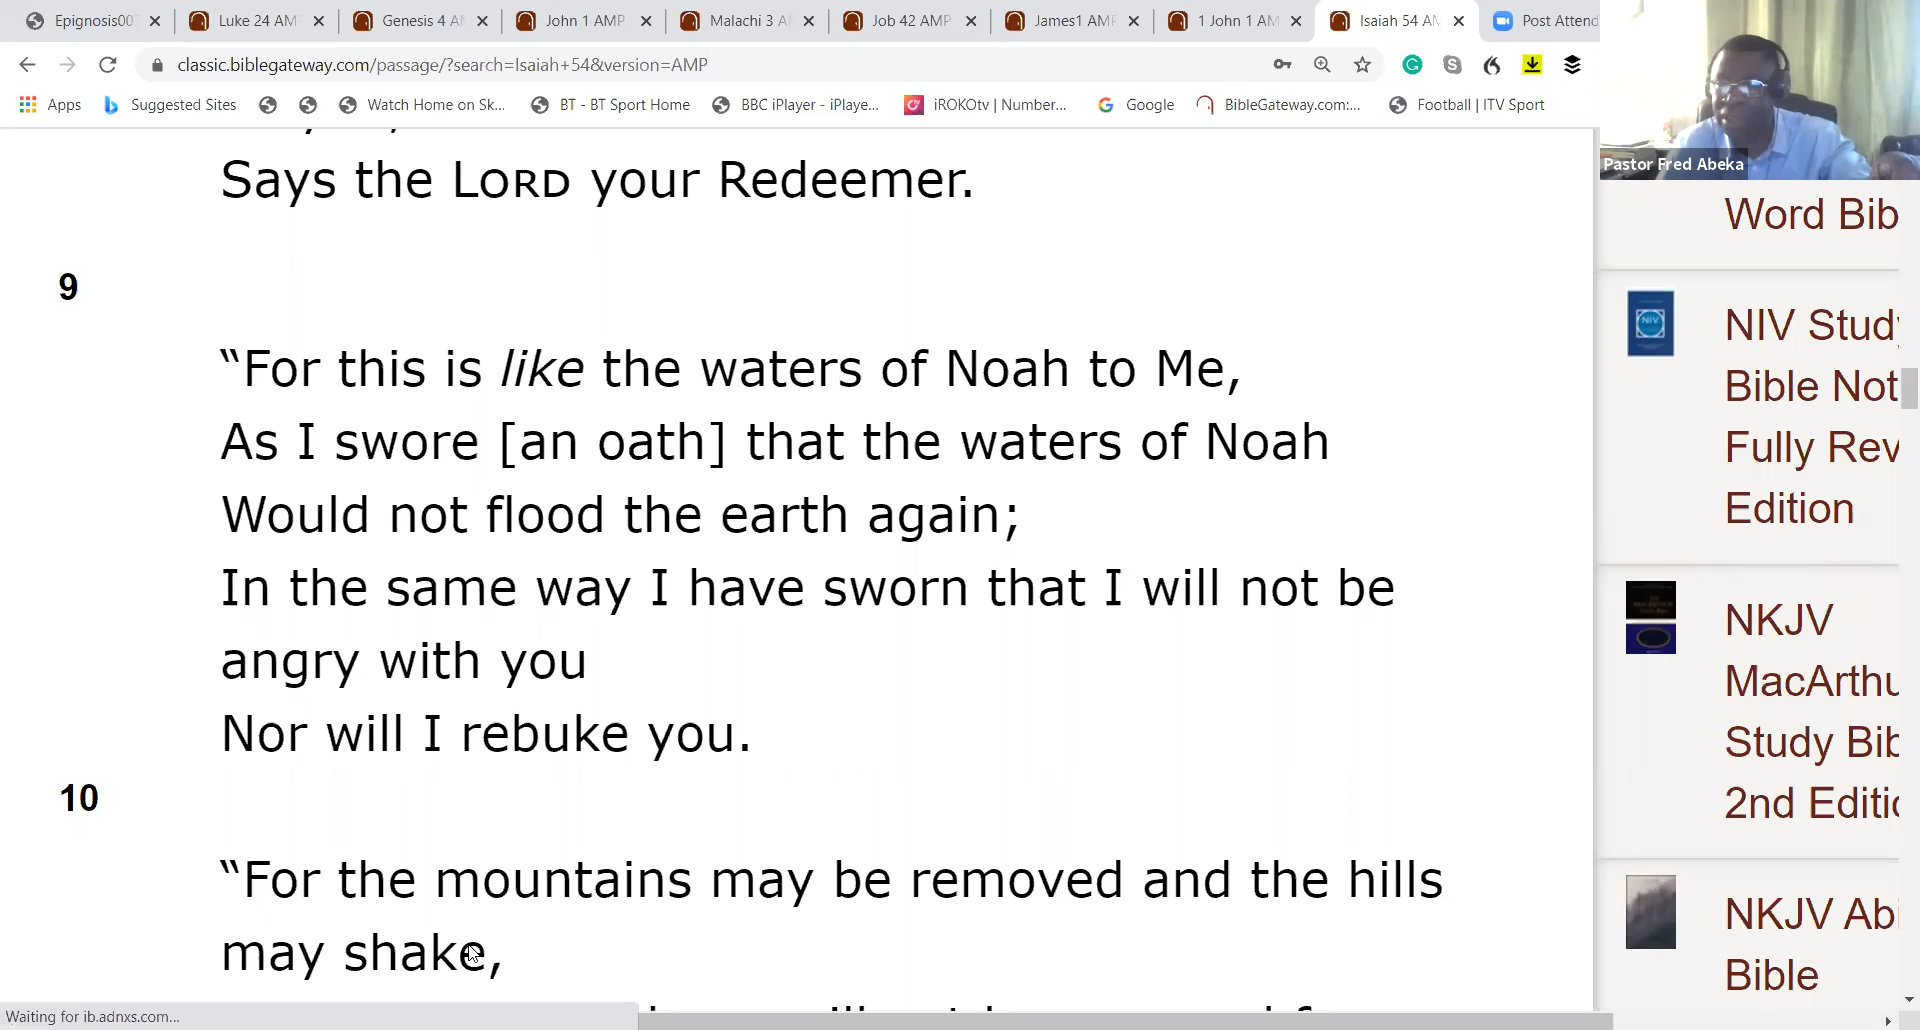 Epignosis001
Luke 24 AM
Genesis 4 A
John 1 AMP
Malachi 3 A
Job 42 AMP
James1 AMP
1 John 1 AM
Isaiah 54 AM
Post Attend
classic.biblegateway.com/passage/?search=Isaiah+54&version=AMP
Apps
Suggested Sites
Watch Home on Sk...
BT - BT Sport Home
BBC iPlayer - iPlaye...
iROKOtv | Number...
Google
BibleGateway.com:...
Football | ITV Sport
Pastor Fred Abeka
Says the LORD your Redeemer.
9
“For this is like the waters of Noah to Me,
As I swore [an oath] that the waters of Noah
Would not flood the earth again;
In the same way I have sworn that I will not be
angry with you
Nor will I rebuke you.
10
“For the mountains may be removed and the hills
may shake,
Word Bib
NIV
NIV Study
Bible Not
Fully Rev
Edition
NKJV
MacArthu
Study Bib
2nd Editio
NKJV Abi
Bible
Waiting for ib.adnxs.com...